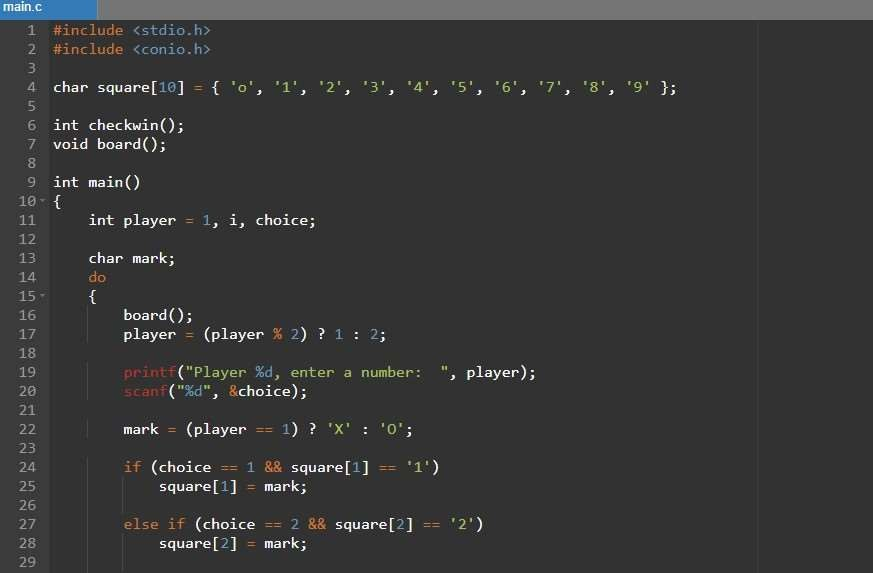 main.c
1 #include <stdio.h>
2 #include <conio.h>
3
4 char square[10] = { 'o', '1', '2', '3', '4', '5', '6', '7', '8', '9' };
5
6 int checkwin();
7 void board();
8
9 int main()
10 {
11     int player = 1, i, choice;
12
13     char mark;
14     do
15     {
16         board();
17         player = (player % 2) ? 1 : 2;
18
19         printf("Player %d, enter a number:  ", player);
20         scanf("%d", &choice);
21
22         mark = (player == 1) ? 'X' : 'O';
23
24         if (choice == 1 && square[1] == '1')
25             square[1] = mark;
26
27         else if (choice == 2 && square[2] == '2')
28             square[2] = mark;
29